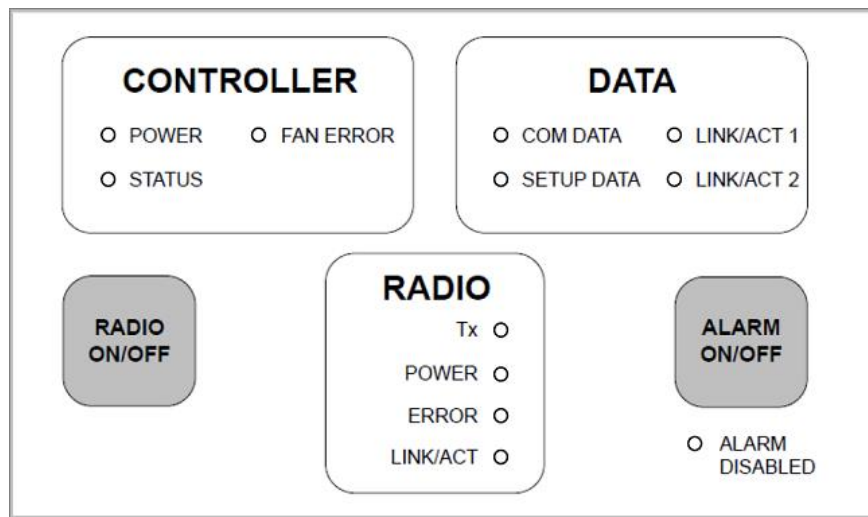 CONTROLLER
POWER
FAN ERROR
STATUS
DATA
COM DATA
LINK/ACT 1
SETUP DATA
LINK/ACT 2
RADIO
ON/OFF
RADIO
Tx
POWER
ERROR
LINK/ACT
ALARM
ON/OFF
ALARM
DISABLED